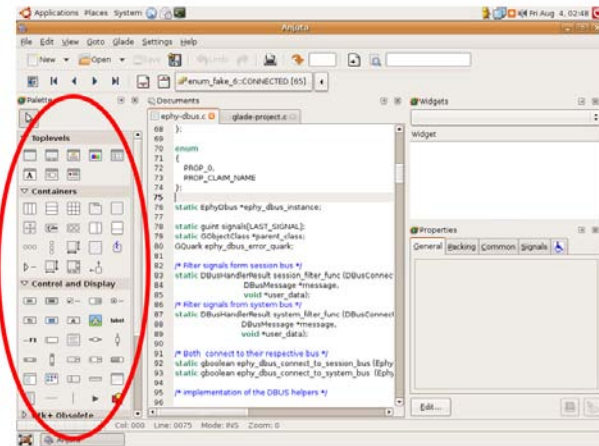 Applications Places System
Fri Aug 4, 02:48
Anjuta
File Edit View Goto Glade Settings Help
New Open Save
enum_fake_6::CONNECTED [65]
Palette
Documents
Widgets
ephy-dbus.c
glade-project.c
Widget
Toplevels
Containers
Control and Display
label
Gtk+ Obsolete
68 };
69
70 enum
71 {
72 PROP_0,
73 PROP_CLAIM_NAME
74 };
75
76 static EphyDbus *ephy_dbus_instance;
77
78 static guint signals[LAST_SIGNAL];
79 static GObjectClass *parent_class;
80 GQuark ephy_dbus_error_quark;
81
82 /* Filter signals form session bus */
83 static DBusHandlerResult session_filter_func (DBusConnec
84 DBusMessage *message,
85 void *user_data);
86 /* Filter signals from system bus */
87 static DBusHandlerResult system_filter_func (DBusConnect
88 DBusMessage *message,
89 void *user_data);
90
91 /* Both connect to their respective bus */
92 static gboolean ephy_dbus_connect_to_session_bus (Ephy
93 static gboolean ephy_dbus_connect_to_system_bus (Ephy
94
95 /* implementation of the DBUS helpers */
96
Properties
General Packing Common Signals
Edit...
Col: 000 Line: 0075 Mode: INS Zoom: 0
Anjuta